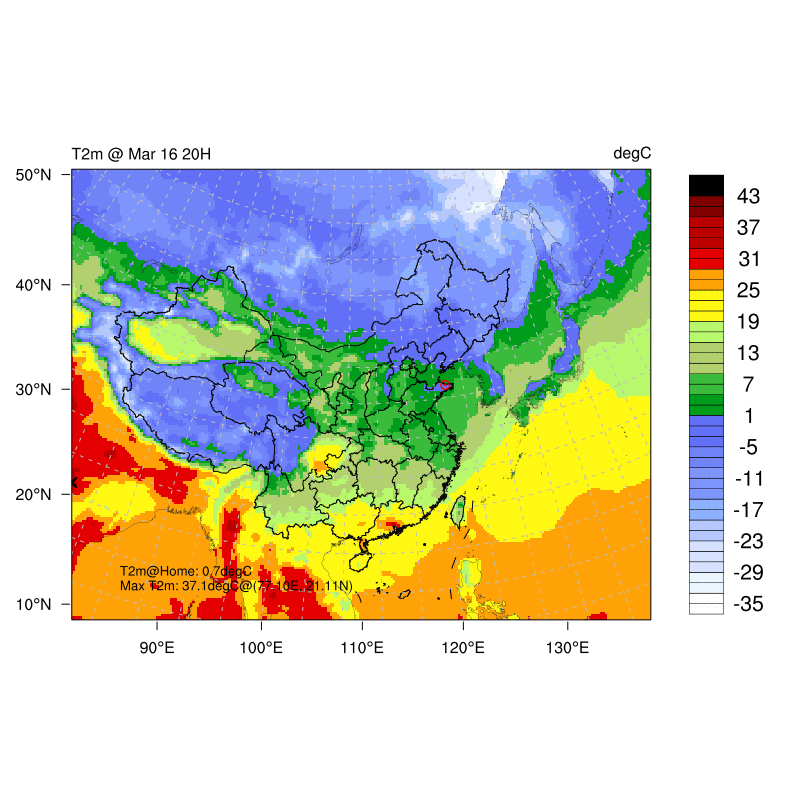 T2m @ Mar 16 20H
degC
50°N
40°N
30°N
20°N
10°N
90°E
100°E
110°E
120°E
130°E
43
37
31
25
19
13
7
1
-5
-11
-17
-23
-29
-35
T2m@Home: 0.7degC
Max T2m: 37.1degC@(77.10E, 21.11N)